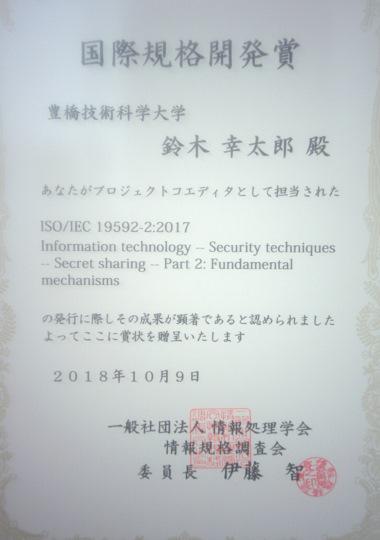 国際規格開発賞
豊橋技術科学大学
鈴木 幸太郎 殿
あなたがプロジェクトコエディタとして担当された
ISO/IEC 19592-2:2017
Information technology -- Security techniques
-- Secret sharing -- Part 2: Fundamental
mechanisms
の発行に際しその成果が顕著であると認められました
よってここに賞状を贈呈いたします
２０１８年１０月９日
一般社団法人 情報処理学会
情報規格調査会
委員長 伊藤 智